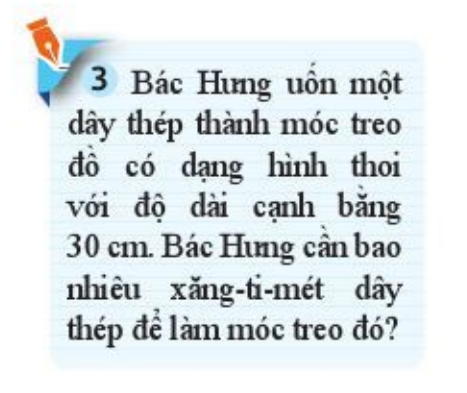 3 Bác Hưng uốn một
dây thép thành móc treo
đồ có dạng hình thoi
với độ dài cạnh bằng
30 cm. Bác Hưng cần bao
nhiêu xăng-ti-mét dây
thép để làm móc treo đó?